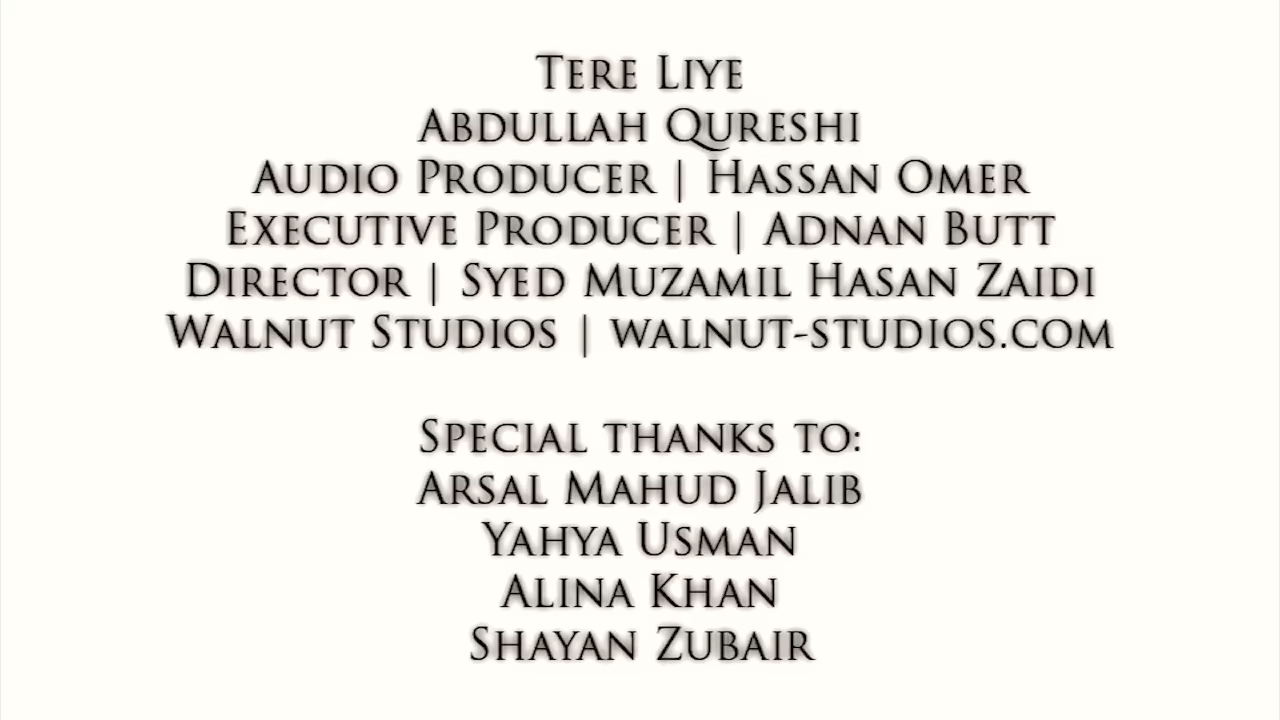 Tere Liye
Abdullah Qureshi
Audio Producer | Hassan Omer
Executive Producer | Adnan Butt
Director | Syed Muzamil Hasan Zaidi
Walnut Studios | walnut-studios.com
Special thanks to:
Arsal Mahud Jalib
Yahya Usman
Alina Khan
Shayan Zubair